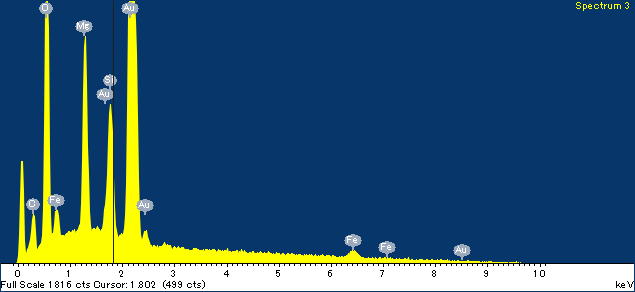 Spectrum 3
O Au
Mg
Si
Au
C Fe Au
Fe Fe Au
0 1 2 3 4 5 6 7 8 9 10
Full Scale 1816 cts Cursor: 1.802 (499 cts) keV